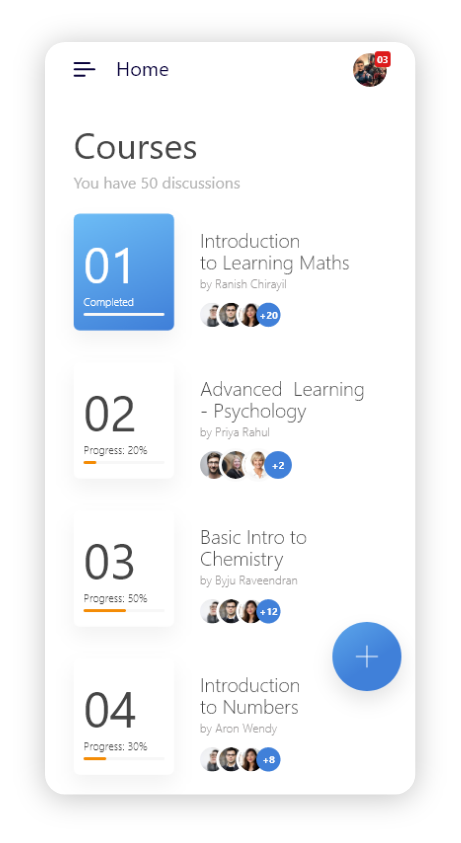 Home
03
Courses
You have 50 discussions
01
Completed
Introduction
to Learning Maths
by Ranish Chirayil
+20
02
Progress: 20%
Advanced  Learning
- Psychology
by Priya Rahul
+2
03
Progress: 50%
Basic Intro to
Chemistry
by Byju Raveendran
+12
04
Progress: 30%
Introduction
to Numbers
by Aron Wendy
+8